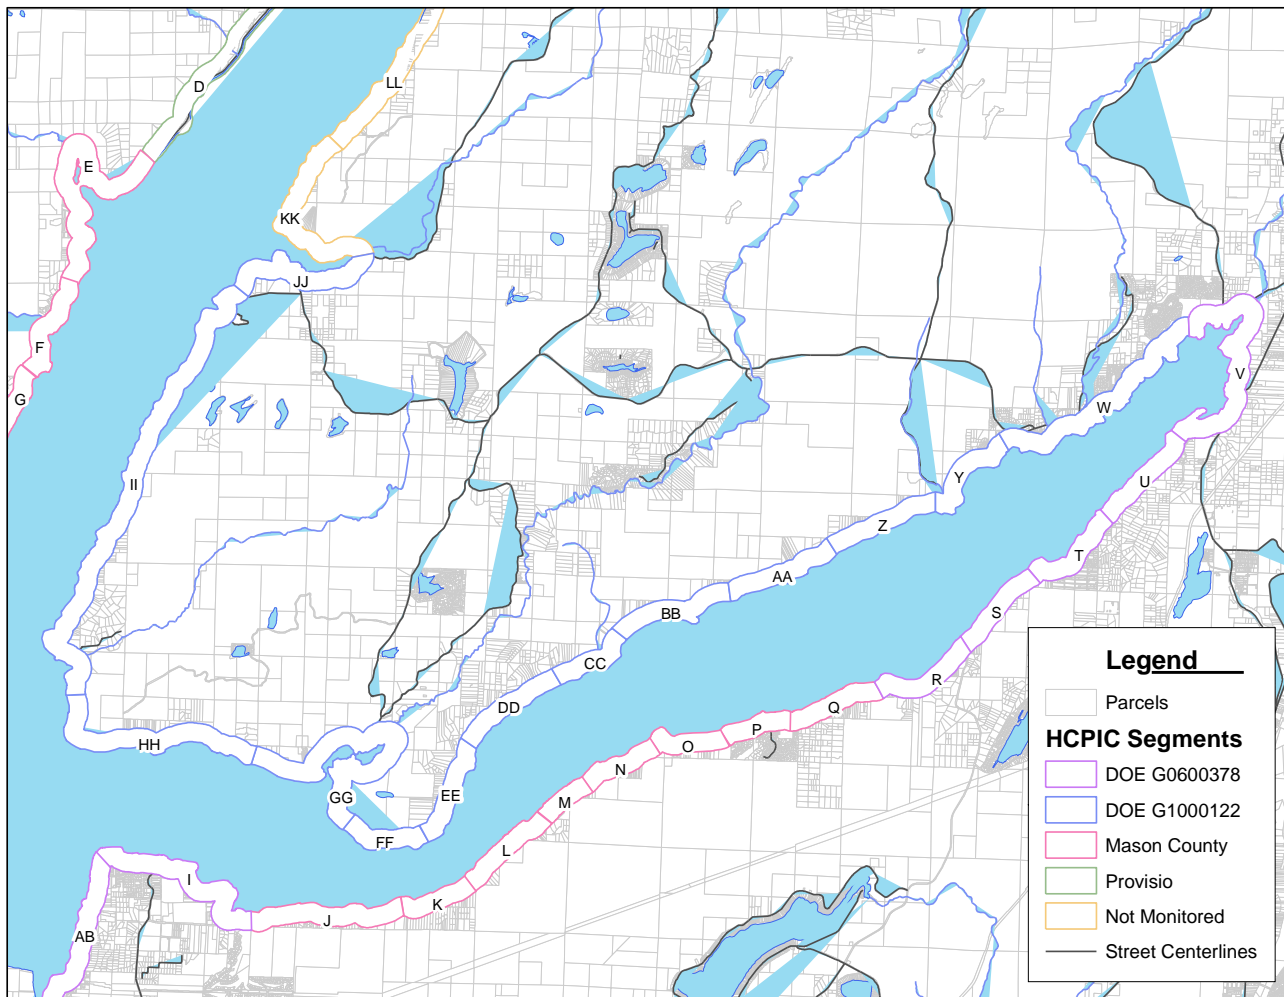 D
LL
E
KK
JJ
F
G
V
W
II
Y
U
Z
T
AA
S
BB
CC
R
DD
Q
P
O
HH
N
GG
EE
M
FF
L
I
K
J
AB
Legend
Parcels
HCPIC Segments
DOE G0600378
DOE G1000122
Mason County
Provisio
Not Monitored
Street Centerlines